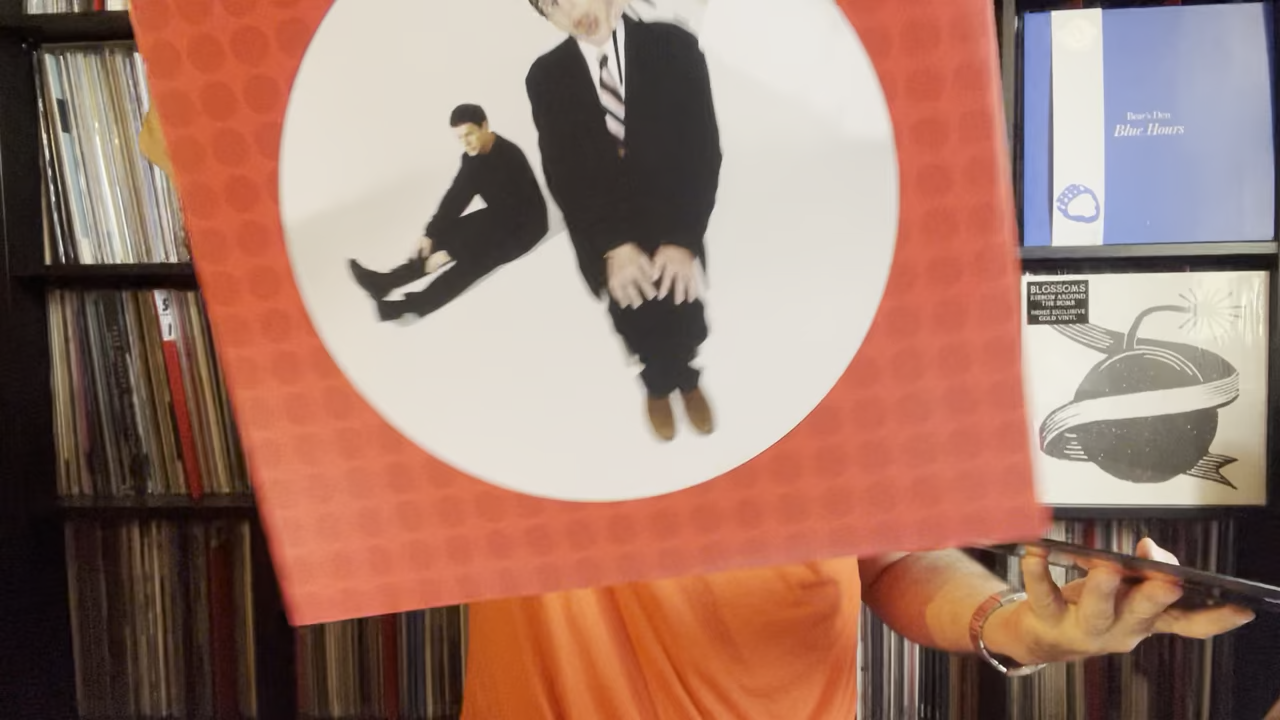 Bear's Den
Blue Hours
BLOSSOMS
RIBBON AROUND
THE BOMB
INDIES EXCLUSIVE
GOLD VINYL